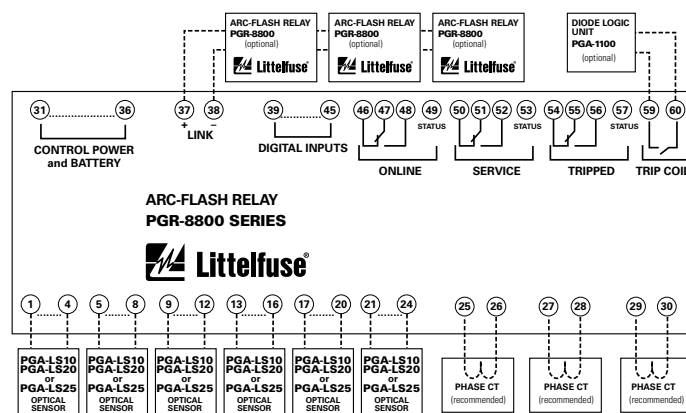 ARC-FLASH RELAY
PGR-8800
(optional)
Littelfuse
ARC-FLASH RELAY
PGR-8800
(optional)
Littelfuse
ARC-FLASH RELAY
PGR-8800
(optional)
Littelfuse
DIODE LOGIC
UNIT
PGA-1100
(optional)
31 36 37 38 39 45 46 47 48 49 50 51 52 53 54 55 56 57 59 60
+ –
LINK
STATUS STATUS STATUS
CONTROL POWER
and BATTERY
DIGITAL INPUTS
ONLINE SERVICE TRIPPED TRIP COIL
ARC-FLASH RELAY
PGR-8800 SERIES
Littelfuse®
1 4 5 8 9 12 13 16 17 20 21 24 25 26 27 28 29 30
PGA-LS10
PGA-LS20
or
PGA-LS25
OPTICAL
SENSOR
PGA-LS10
PGA-LS20
or
PGA-LS25
OPTICAL
SENSOR
PGA-LS10
PGA-LS20
or
PGA-LS25
OPTICAL
SENSOR
PGA-LS10
PGA-LS20
or
PGA-LS25
OPTICAL
SENSOR
PGA-LS10
PGA-LS20
or
PGA-LS25
OPTICAL
SENSOR
PGA-LS10
PGA-LS20
or
PGA-LS25
OPTICAL
SENSOR
PHASE CT
(recommended)
PHASE CT
(recommended)
PHASE CT
(recommended)